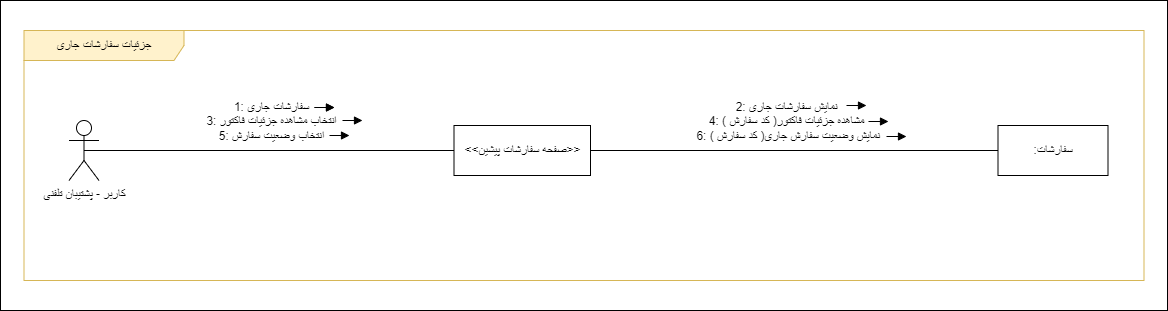 جزئیات سفارشات جاری
1: سفارشات جاری
3: انتخاب مشاهده جزئیات فاکتور
5: انتخاب وضعیت سفارش
2: نمایش سفارشات جاری
4: مشاهده جزئیات فاکتور( کد سفارش )
6: نمایش وضعیت سفارش جاری( کد سفارش )
<<صفحه سفارشات پیشین>>
سفارشات:
کاربر - پشتیبان تلفنی